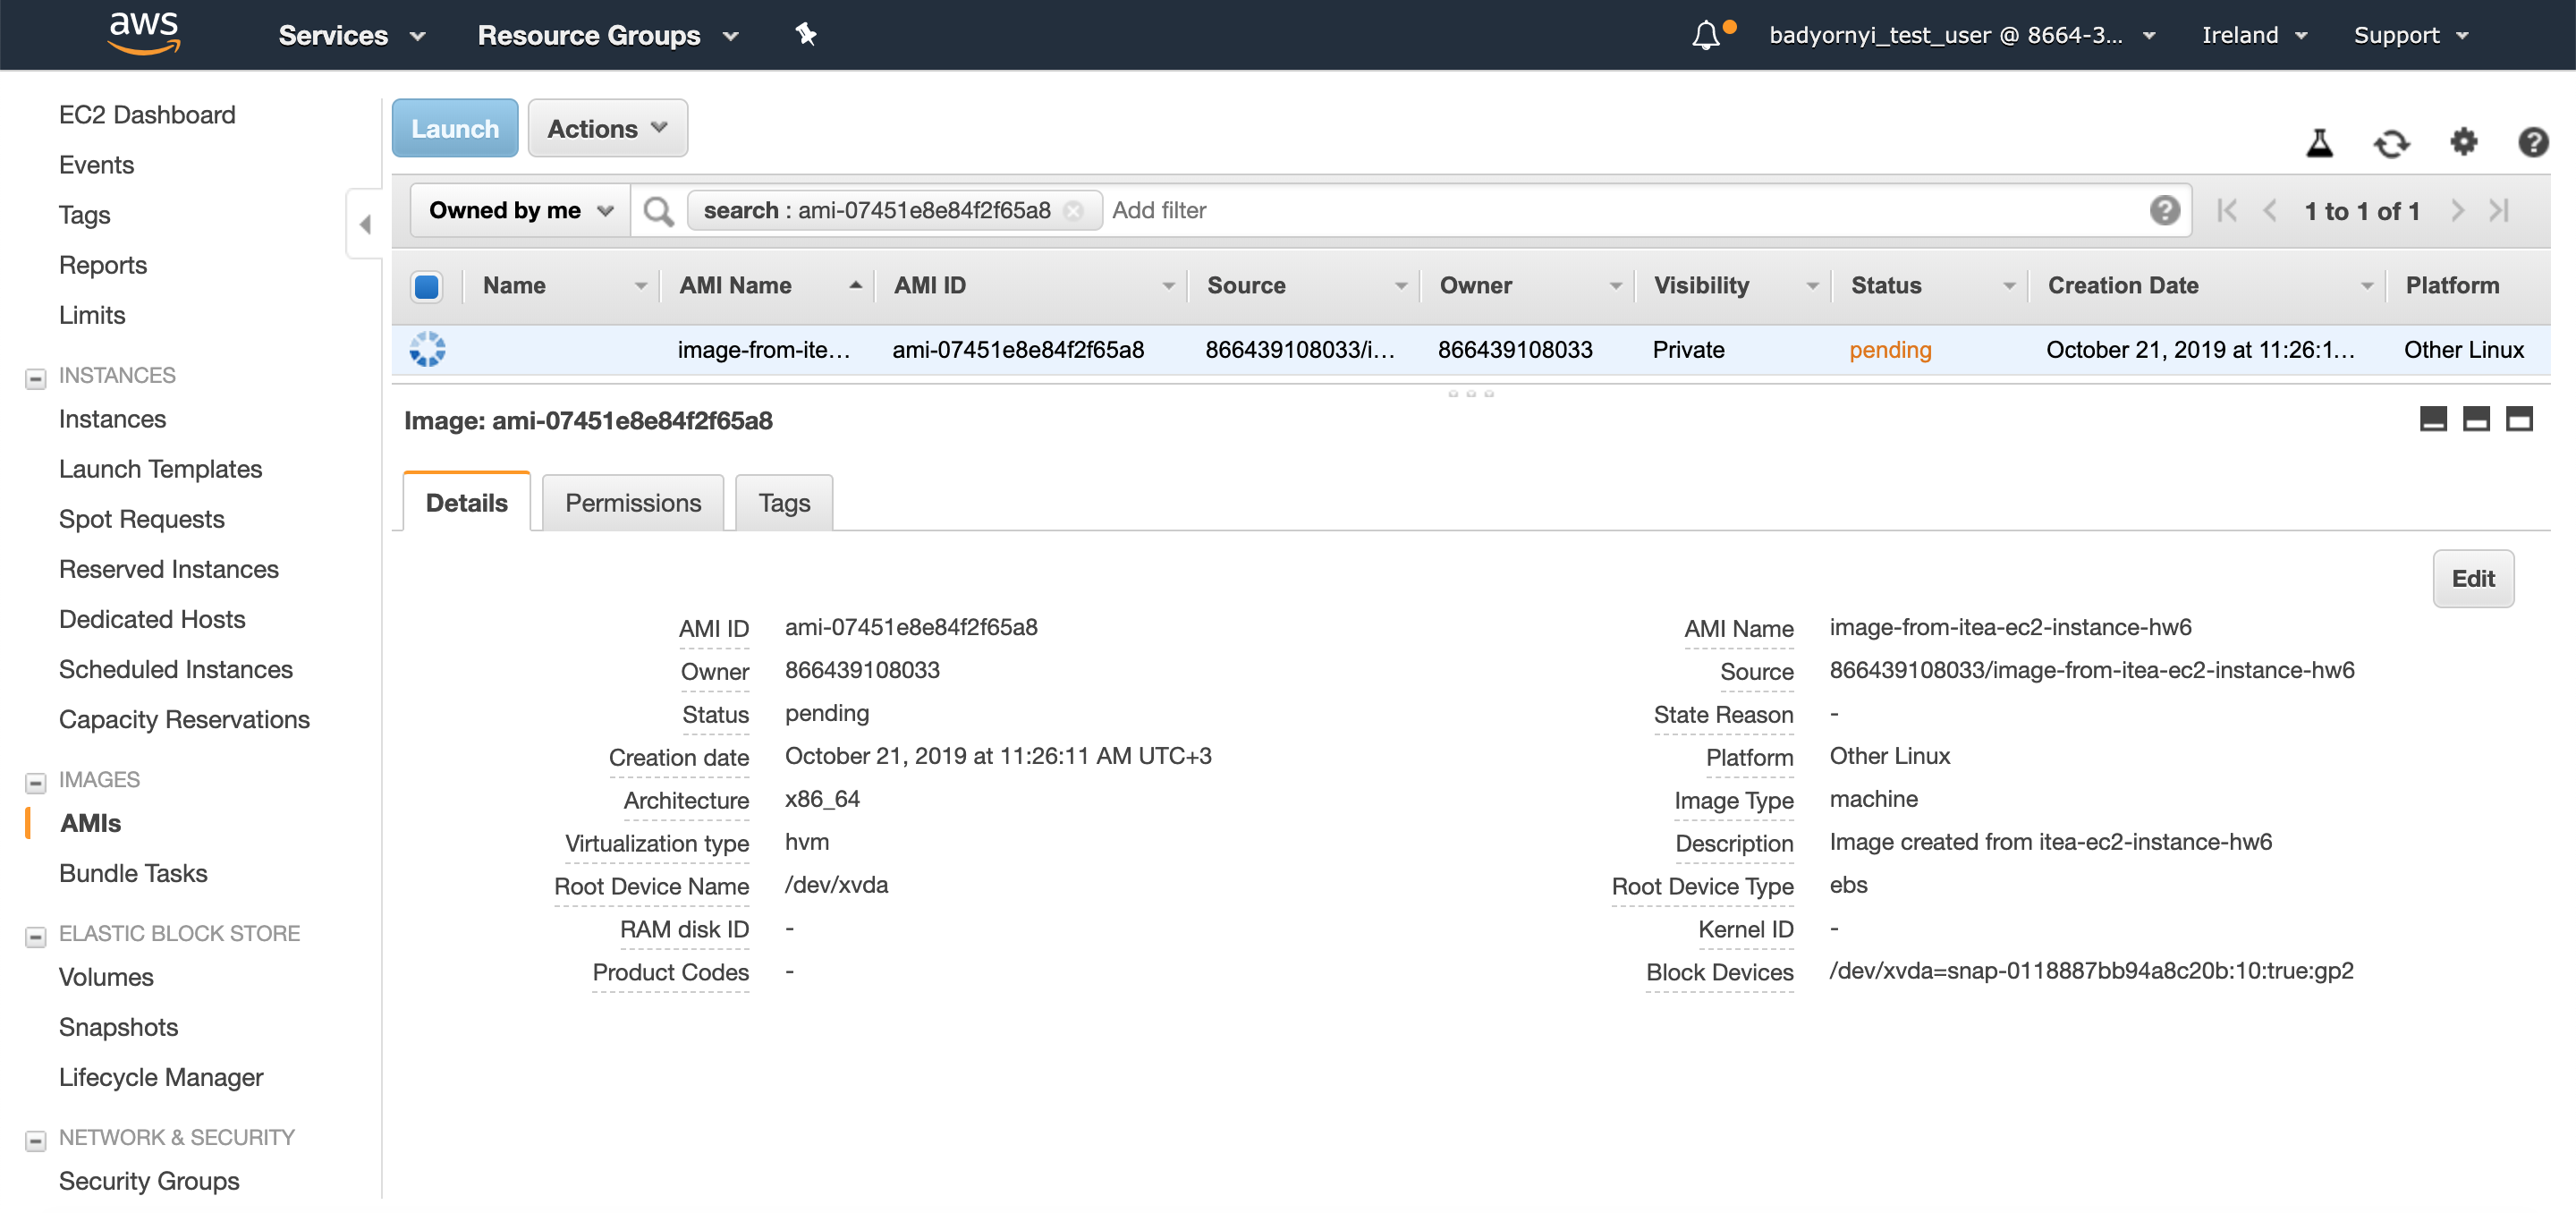 aws Services Resource Groups badyornyi_test_user @ 8664-3... Ireland Support
EC2 Dashboard
Events
Tags
Reports
Limits
INSTANCES
Instances
Launch Templates
Spot Requests
Reserved Instances
Dedicated Hosts
Scheduled Instances
Capacity Reservations
IMAGES
AMIs
Bundle Tasks
ELASTIC BLOCK STORE
Volumes
Snapshots
Lifecycle Manager
NETWORK & SECURITY
Security Groups
Launch Actions
Owned by me search : ami-07451e8e84f2f65a8 Add filter 1 to 1 of 1
Name AMI Name AMI ID Source Owner Visibility Status Creation Date Platform
image-from-ite... ami-07451e8e84f2f65a8 866439108033/i... 866439108033 Private pending October 21, 2019 at 11:26:1... Other Linux
Image: ami-07451e8e84f2f65a8
Details Permissions Tags
Edit
AMI ID ami-07451e8e84f2f65a8 AMI Name image-from-itea-ec2-instance-hw6
Owner 866439108033 Source 866439108033/image-from-itea-ec2-instance-hw6
Status pending State Reason -
Creation date October 21, 2019 at 11:26:11 AM UTC+3 Platform Other Linux
Architecture x86_64 Image Type machine
Virtualization type hvm Description Image created from itea-ec2-instance-hw6
Root Device Name /dev/xvda Root Device Type ebs
RAM disk ID - Kernel ID -
Product Codes - Block Devices /dev/xvda=snap-0118887bb94a8c20b:10:true:gp2